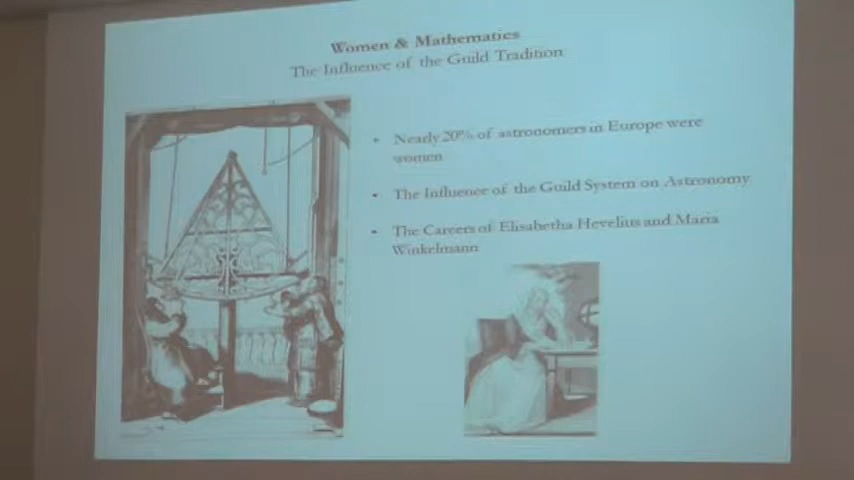 Women & Mathematics
The Influence of the Guild Tradition
• Nearly 20% of astronomers in Europe were
women
• The Influence of the Guild System on Astronomy
• The Careers of Elisabetha Hevelius and Maria
Winkelmann